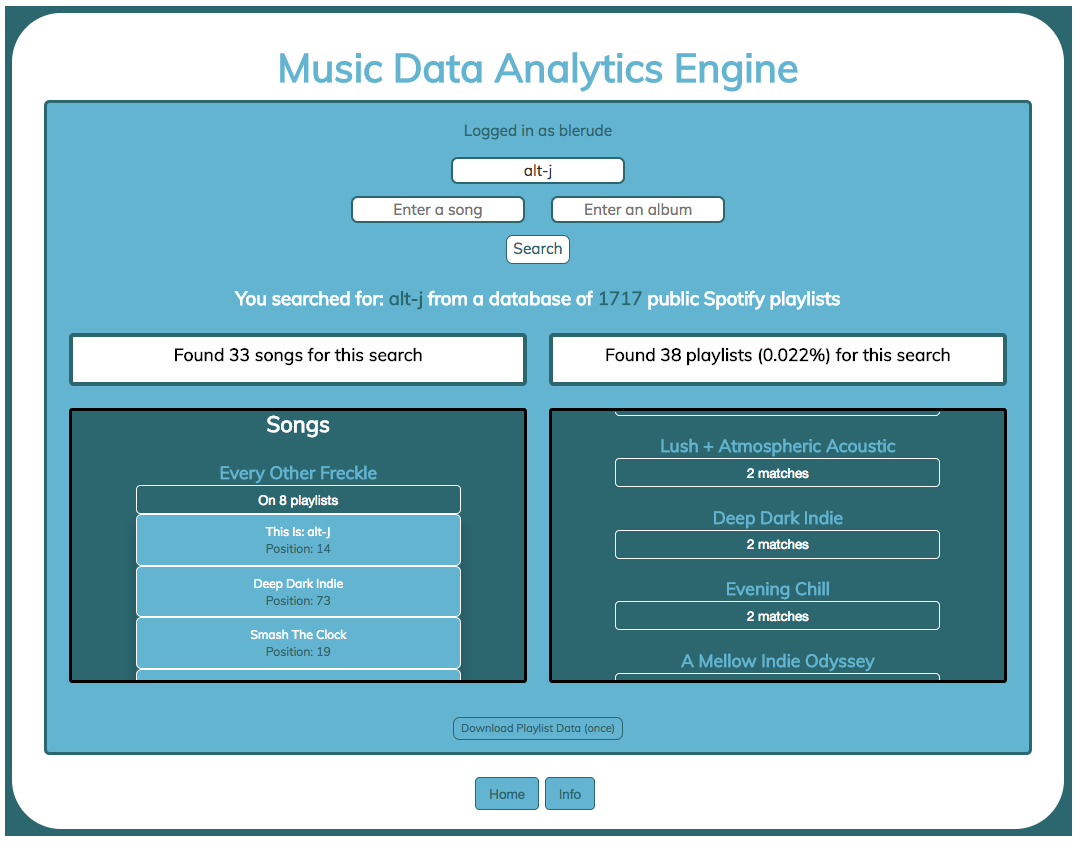 Music Data Analytics Engine
Logged in as blerude
alt-j
Enter a song
Enter an album
Search
You searched for: alt-j from a database of 1717 public Spotify playlists
Found 33 songs for this search
Found 38 playlists (0.022%) for this search
Songs
Every Other Freckle
On 8 playlists
This Is: alt-J
Position: 14
Deep Dark Indie
Position: 73
Smash The Clock
Position: 19
Lush + Atmospheric Acoustic
2 matches
Deep Dark Indie
2 matches
Evening Chill
2 matches
A Mellow Indie Odyssey
Download Playlist Data (once)
Home
Info